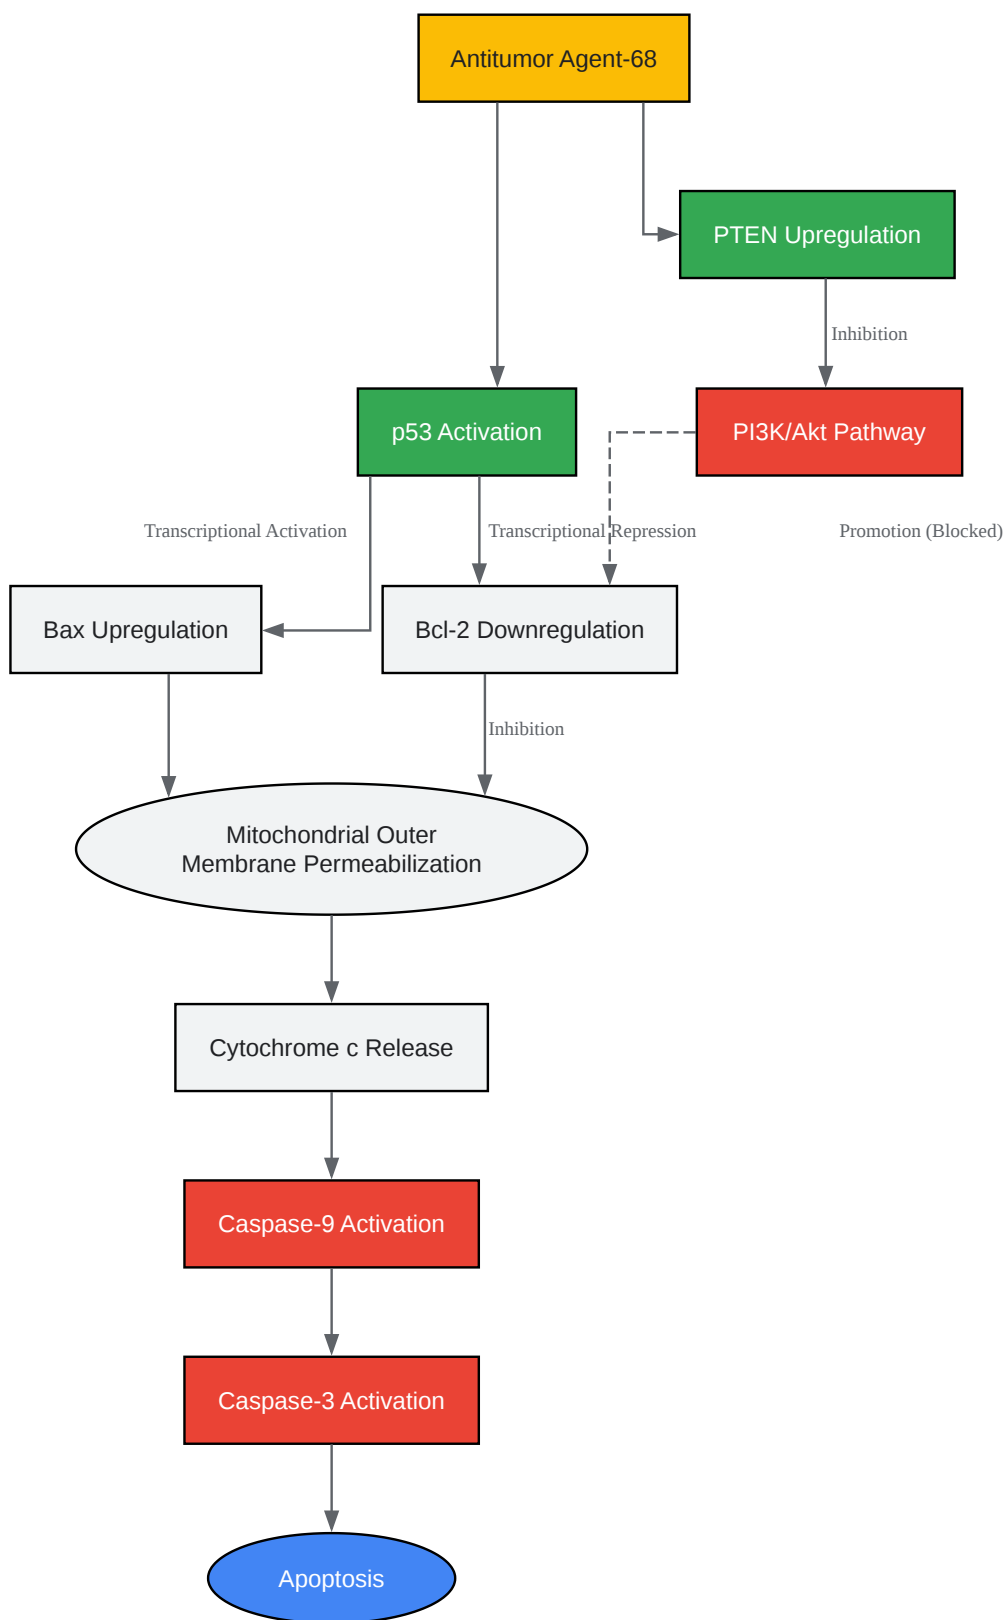 Antitumor Agent-68
PTEN Upregulation
Inhibition
p53 Activation
PI3K/Akt Pathway
Transcriptional Activation
Transcriptional Repression
Promotion (Blocked)
Bax Upregulation
Bcl-2 Downregulation
Inhibition
Mitochondrial Outer
Membrane Permeabilization
Cytochrome c Release
Caspase-9 Activation
Caspase-3 Activation
Apoptosis